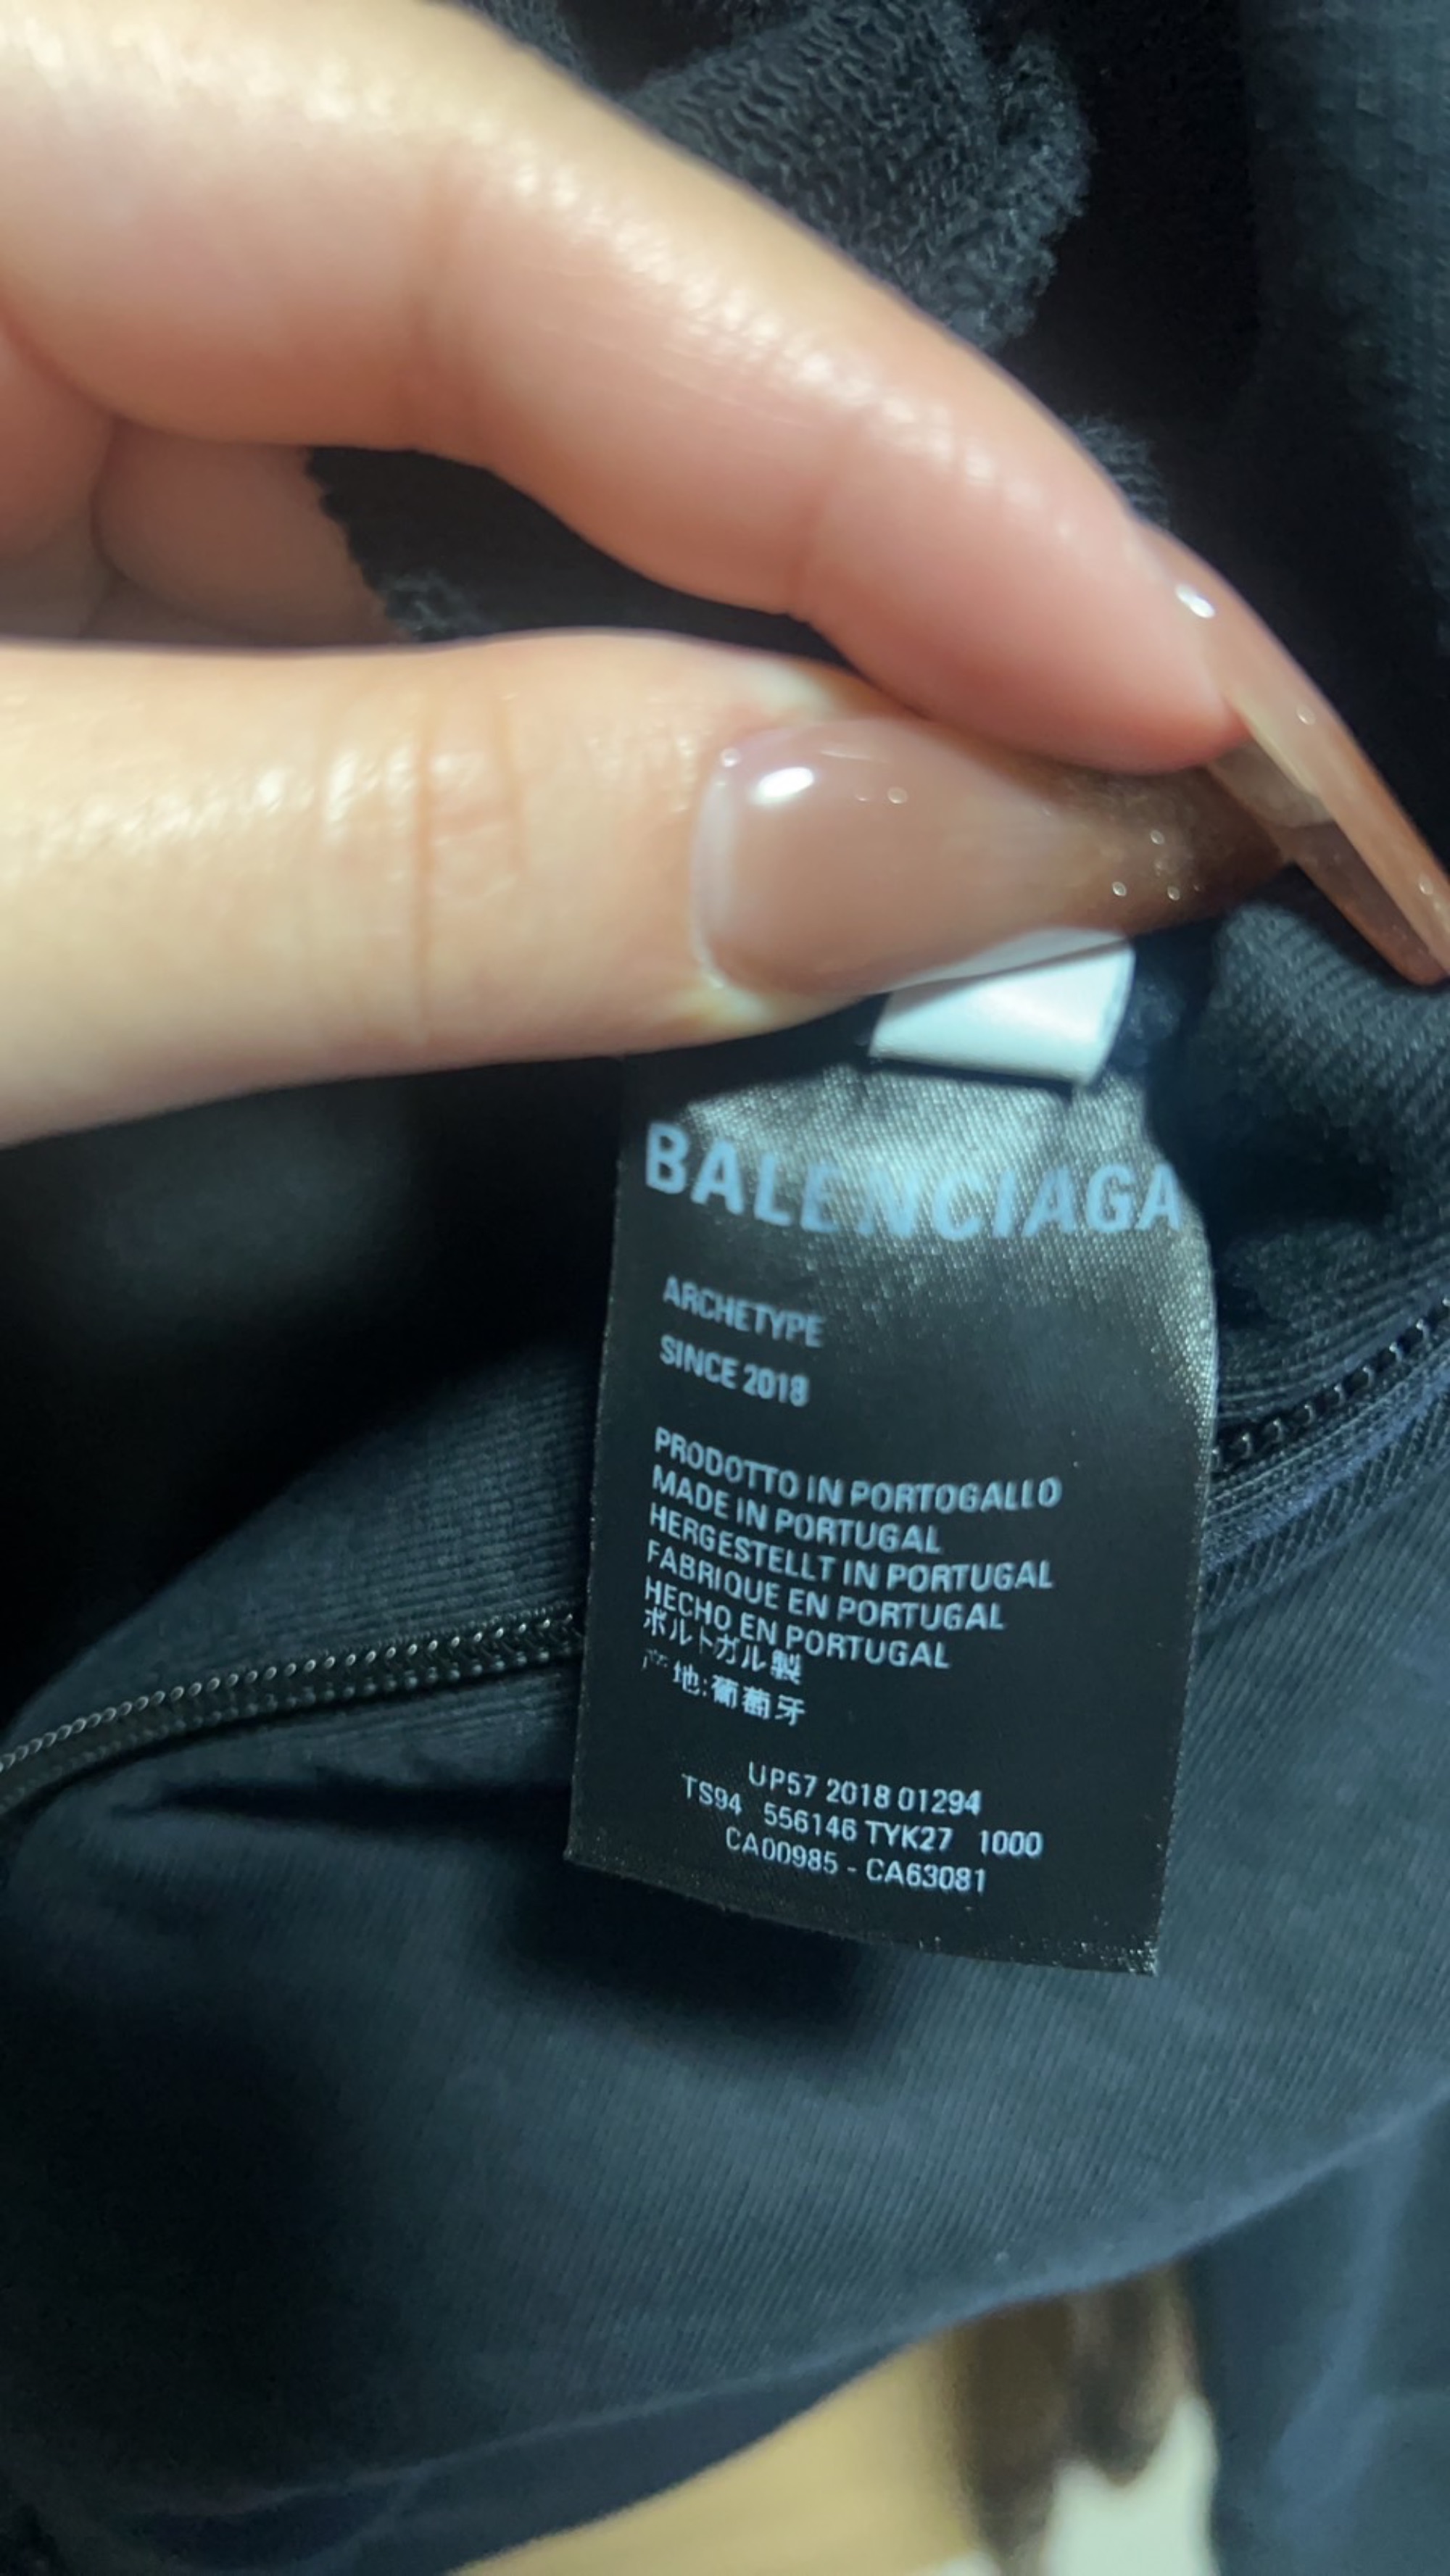 BALENCIAGA
ARCHETYPE
SINCE 2018
PRODOTTO IN PORTOGALLO
MADE IN PORTUGAL
HERGESTELLT IN PORTUGAL
FABRIQUE EN PORTUGAL
HECHO EN PORTUGAL
ポルトガル製
产地:葡萄牙
UP57 2018 01294
TS94 556146 TYK27 1000
CA00985 - CA63081